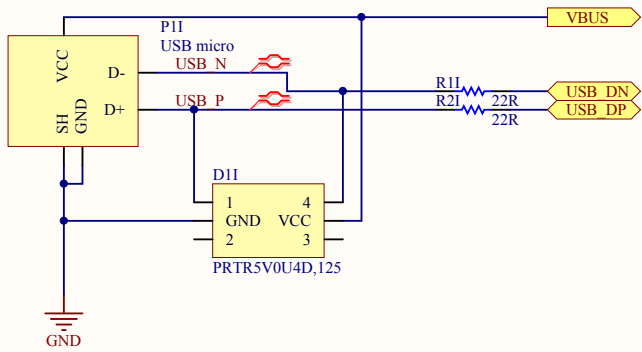 P1I
VBUS
USB micro
VCC
D-
USB_N
R1I
22R
USB_DN
D+
USB_P
R2I
22R
USB_DP
SH
GND
D1I
1
4
GND
VCC
2
3
PRTR5V0U4D,125
GND